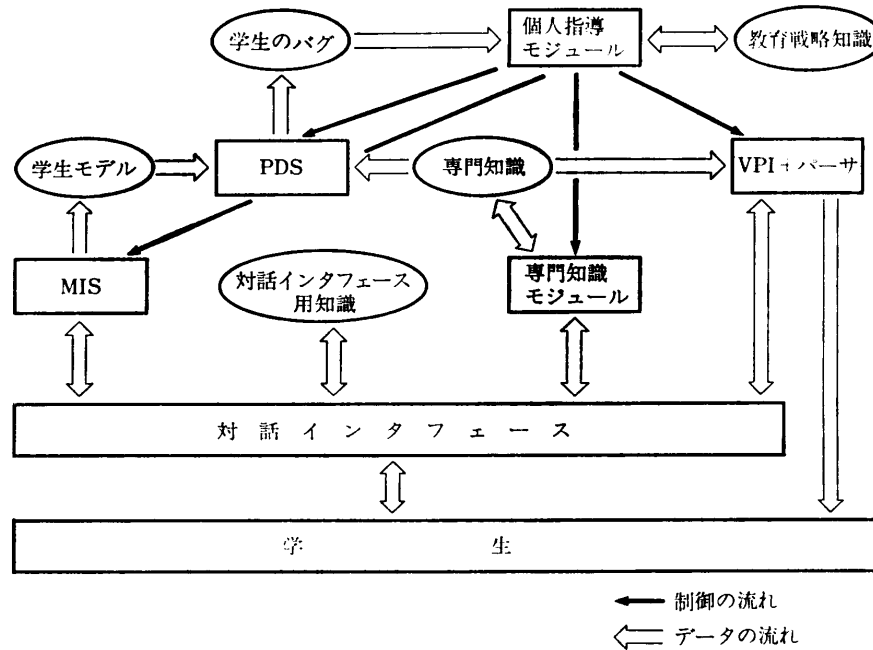 学生のバグ
個人指導
モジュール
教育戦略知識
学生モデル
PDS
専門知識
VPI+パーサ
MIS
対話インタフェース
用知識
専門知識
モジュール
対話インタフェース
学生
制御の流れ
データの流れ